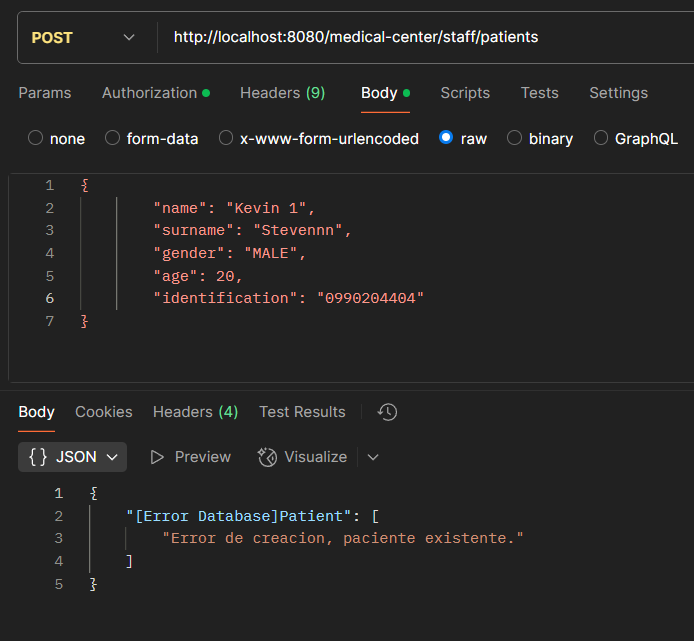 POST http://localhost:8080/medical-center/staff/patients
Params Authorization Headers (9) Body Scripts Tests Settings
none form-data x-www-form-urlencoded raw binary GraphQL
1 {
2 "name": "Kevin 1",
3 "surname": "Stevennn",
4 "gender": "MALE",
5 "age": 20,
6 "identification": "0990204404"
7 }
Body Cookies Headers (4) Test Results
{} JSON Preview Visualize
1 {
2 "[Error Database]Patient": [
3 "Error de creacion, paciente existente."
4 ]
5 }